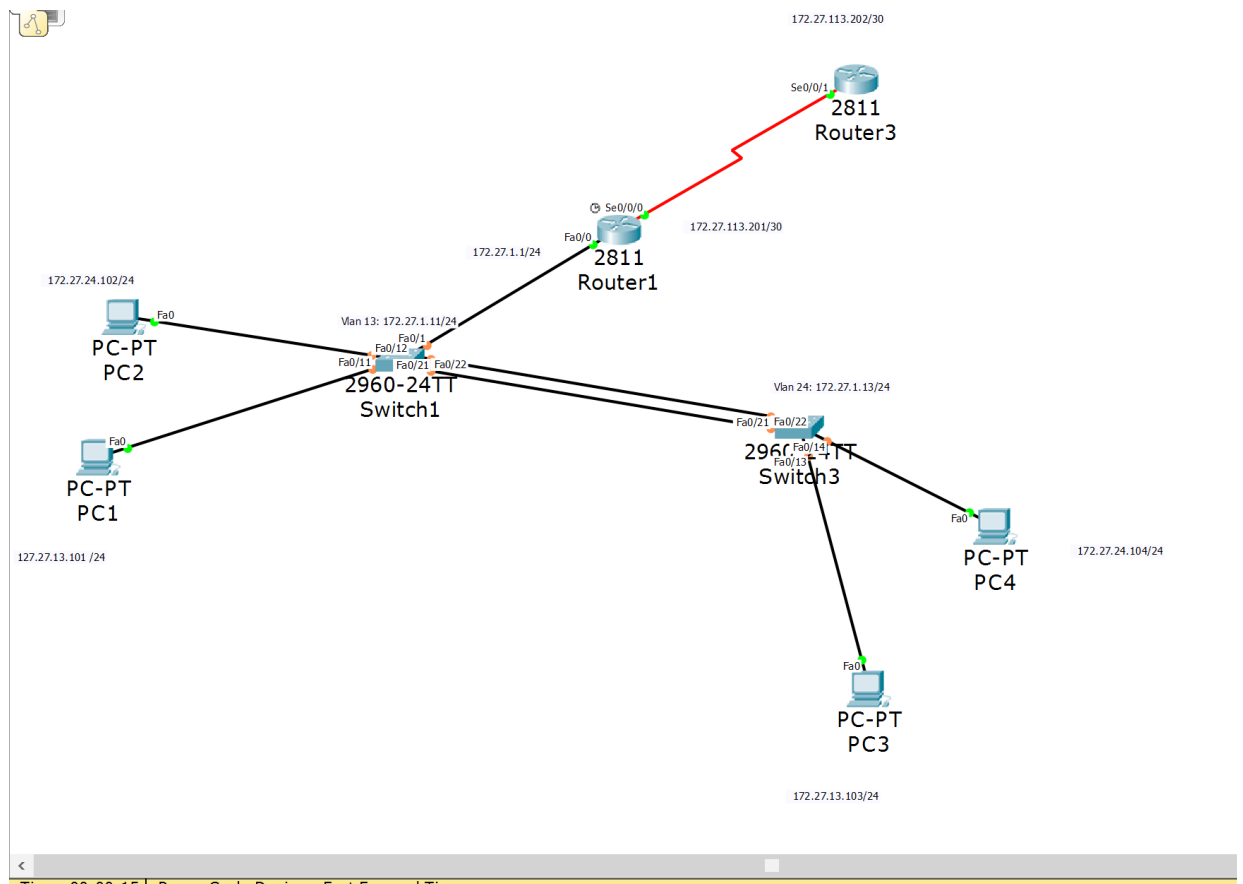 172.27.113.202/30
Se0/0/1
2811
Router3
Se0/0/0
172.27.113.201/30
Fa0/0
172.27.1.1/24
2811
Router1
172.27.24.102/24
Fa0
PC-PT
PC2
Vlan 13: 172.27.1.11/24
Fa0/1
Fa0/12
Fa0/11
Fa0/21
Fa0/22
2960-24TT
Switch1
Vlan 24: 172.27.1.13/24
Fa0/21
Fa0/22
Fa0/14
2960-24TT
Fa0/13
Switch3
Fa0
PC-PT
PC1
127.27.13.101 /24
Fa0
PC-PT
PC4
172.27.24.104/24
Fa0
PC-PT
PC3
172.27.13.103/24